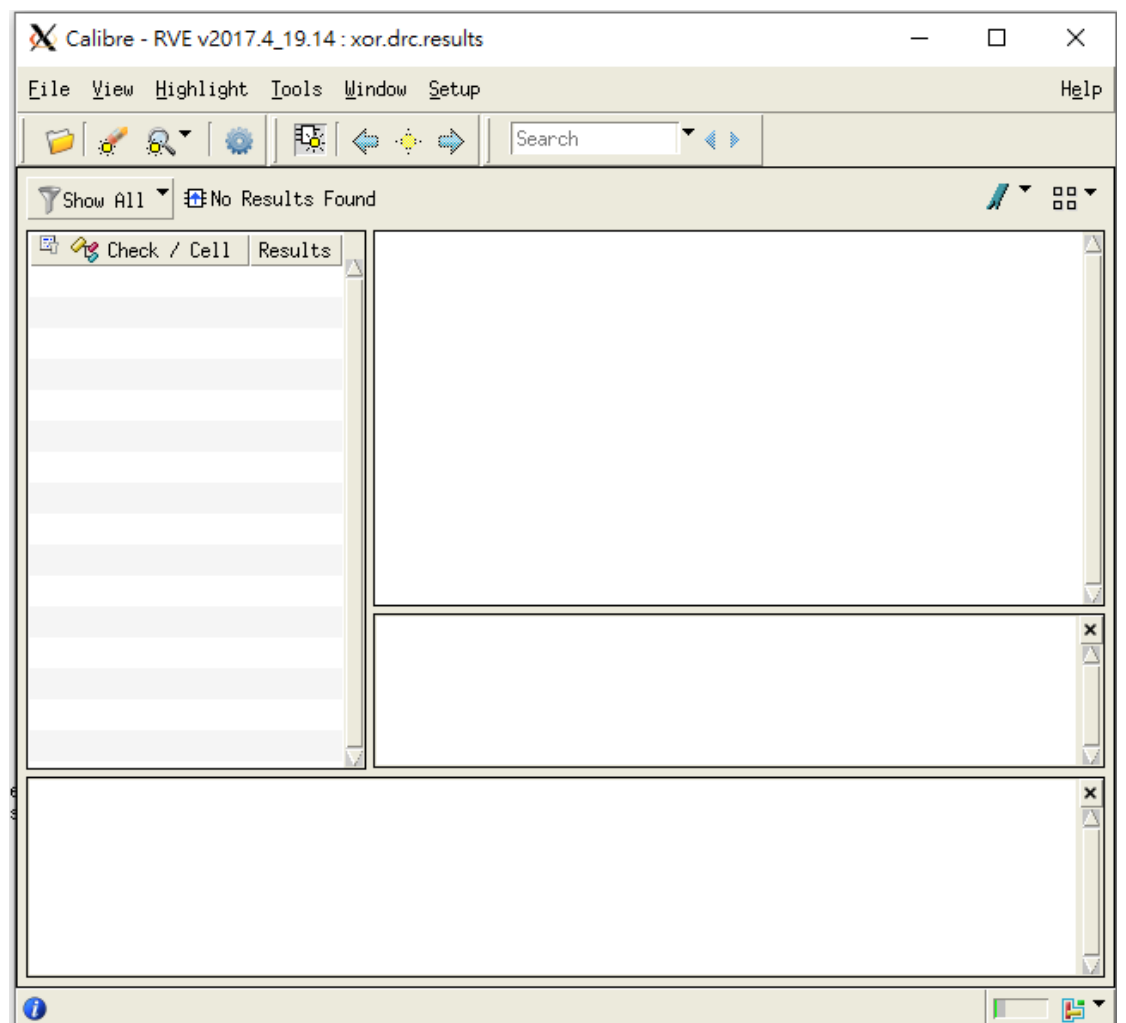 Calibre - RVE v2017.4_19.14 : xor.drc.results
File View Highlight Tools Window Setup Help
Search
Show All No Results Found
Check / Cell Results
e
s